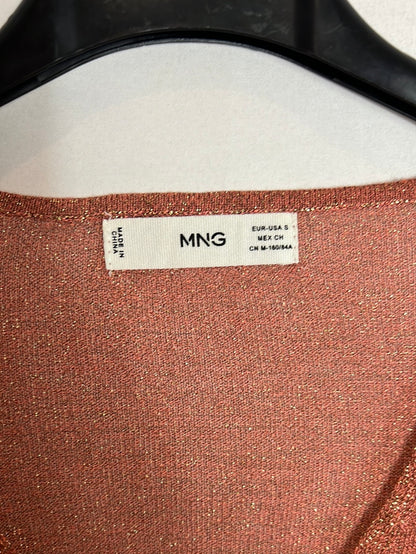 MADE IN
CHINA
MNG
EUR-USA S
MEX CH
CN M-160/84A